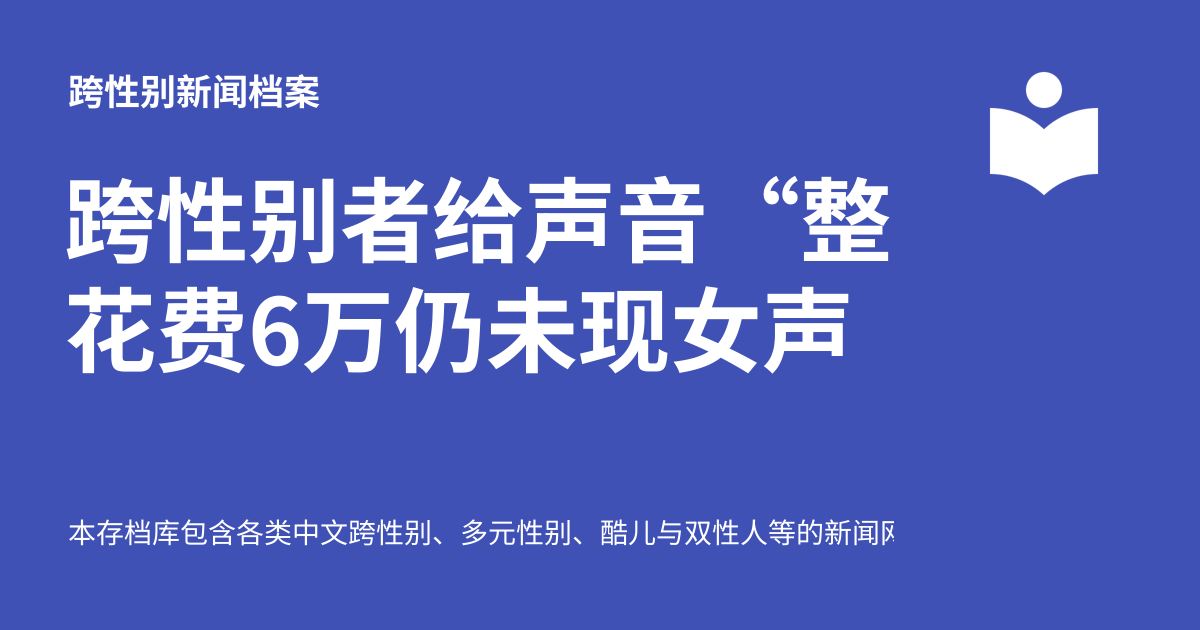 跨性别新闻档案
跨性别者给声音“整
花费6万仍未现女声
本存档库包含各类中文跨性别、多元性别、酷儿与双性人等的新闻